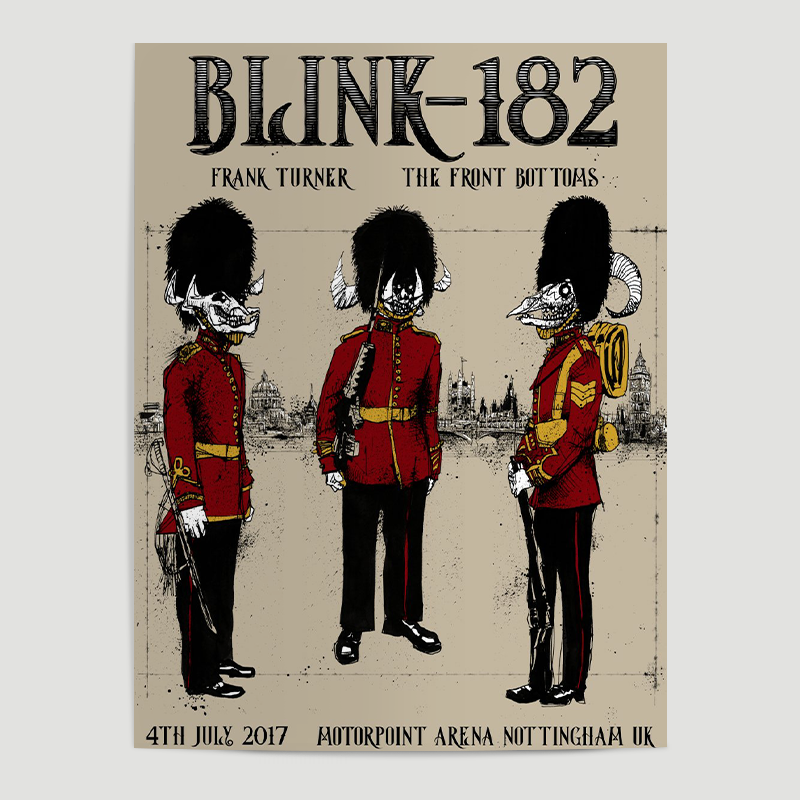 BLINK-182
FRANK TURNER THE FRONT BOTTOMS
4TH JULY 2017 MOTORPOINT ARENA NOTTINGHAM UK